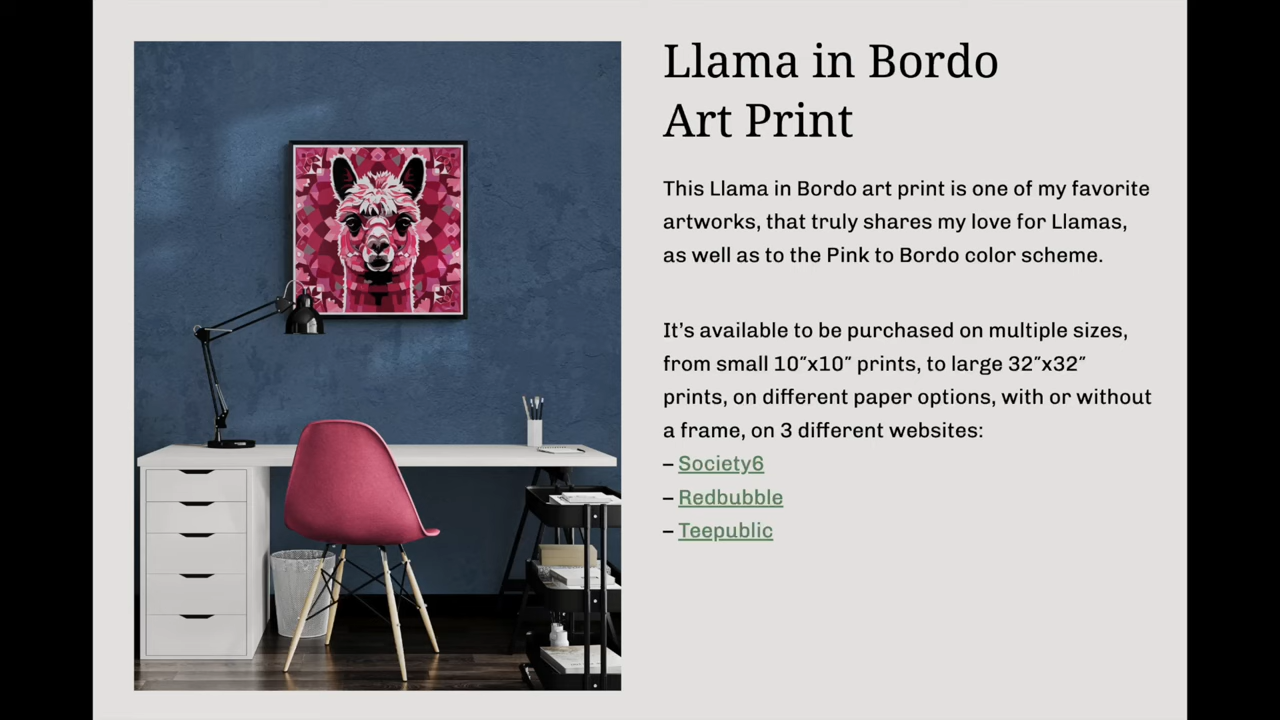 Llama in Bordo
Art Print
This Llama in Bordo art print is one of my favorite
artworks, that truly shares my love for Llamas,
as well as to the Pink to Bordo color scheme.
It’s available to be purchased on multiple sizes,
from small 10″x10″ prints, to large 32″x32″
prints, on different paper options, with or without
a frame, on 3 different websites:
– Society6
– Redbubble
– Teepublic